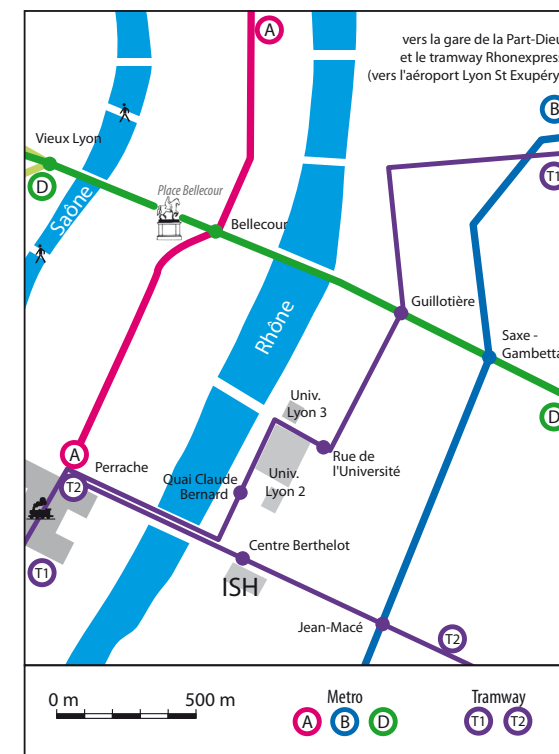 A
vers la gare de la Part-Dieu
et le tramway Rhonexpress
(vers l'aéroport Lyon St Exupéry
B
Vieux Lyon
T1
D
Place Bellecour
Saône
Bellecour
Guillotière
Rhône
Saxe -
Gambetta
Univ.
Lyon 3
D
A
Perrache
Rue de
l'Université
T2
Quai Claude
Bernard
Univ.
Lyon 2
Centre Berthelot
T1
ISH
Jean-Macé
T2
0 m
500 m
Metro
Tramway
A B D
T1 T2